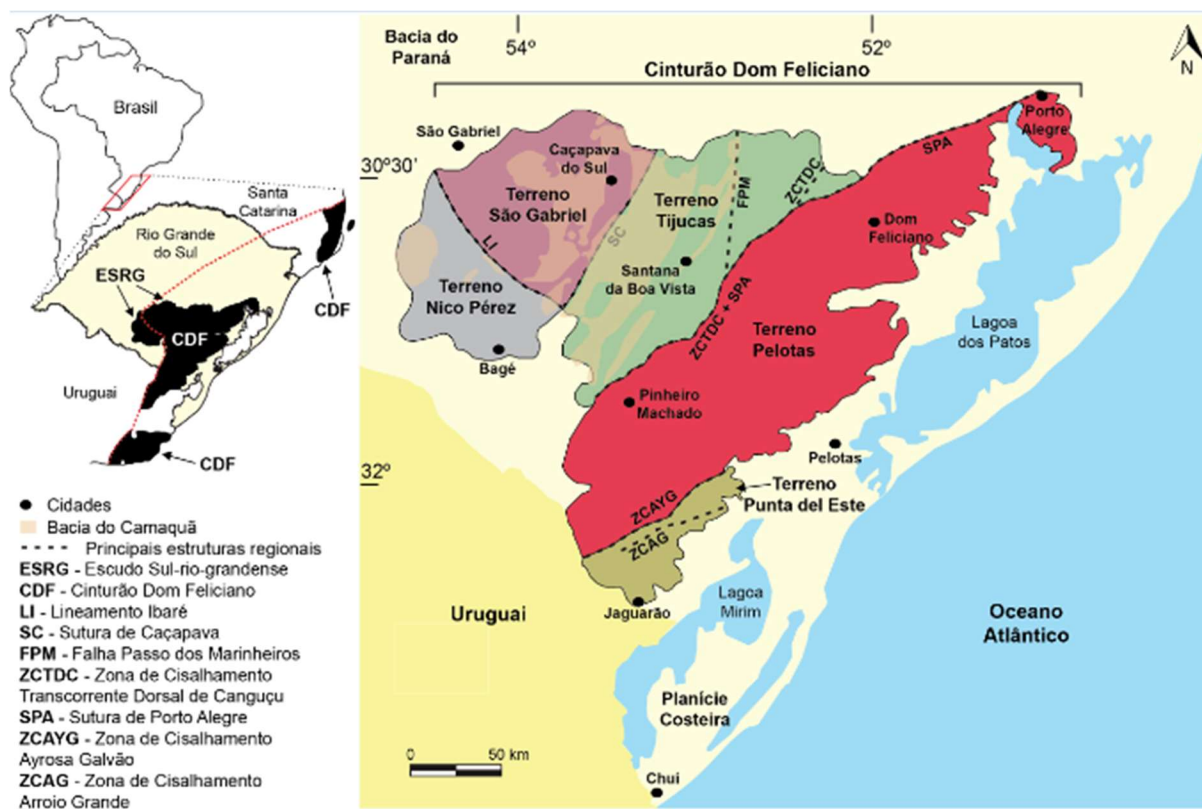 Brasil
Santa
Catarina
Rio Grande
do Sul
ESRG
CDF
CDF
Uruguai
CDF
Cidades
Bacia do Camaquã
Principais estruturas regionais
ESRG - Escudo Sul-rio-grandense
CDF - Cinturão Dom Feliciano
LI - Lineamento Ibaré
SC - Sutura de Caçapava
FPM - Falha Passo dos Marinheiros
ZCTDC - Zona de Cisalhamento
Transcorrente Dorsal de Canguçu
SPA - Sutura de Porto Alegre
ZCAYG - Zona de Cisalhamento
Ayrosa Galvão
ZCAG - Zona de Cisalhamento
Arroio Grande
Bacia do
Paraná
54º
52º
N
Cinturão Dom Feliciano
São Gabriel
30º30'
Caçapava
do Sul
Terreno
São Gabriel
LI
SC
Terreno
Tijucas
FPM
ZCTDC
SPA
Porto
Alegre
Dom
Feliciano
Santana
da Boa Vista
Terreno
Nico Pérez
Bagé
ZCTDC + SPA
Terreno
Pelotas
Lagoa
dos Patos
Pinheiro
Machado
Pelotas
32º
ZCAYG
Terreno
Punta del Este
ZCAG
Jaguarão
Lagoa
Mirim
Uruguai
Oceano
Atlântico
Planície
Costeira
0
50 km
Chui